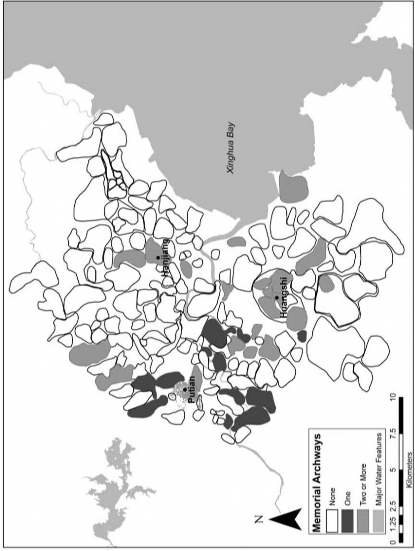 Xinghua Bay
Hanjiang
Huangshi
Putian
N
Memorial Archways
None
One
Two or More
Major Water Features
0 1.25 2.5 5 7.5 10
Kilometers